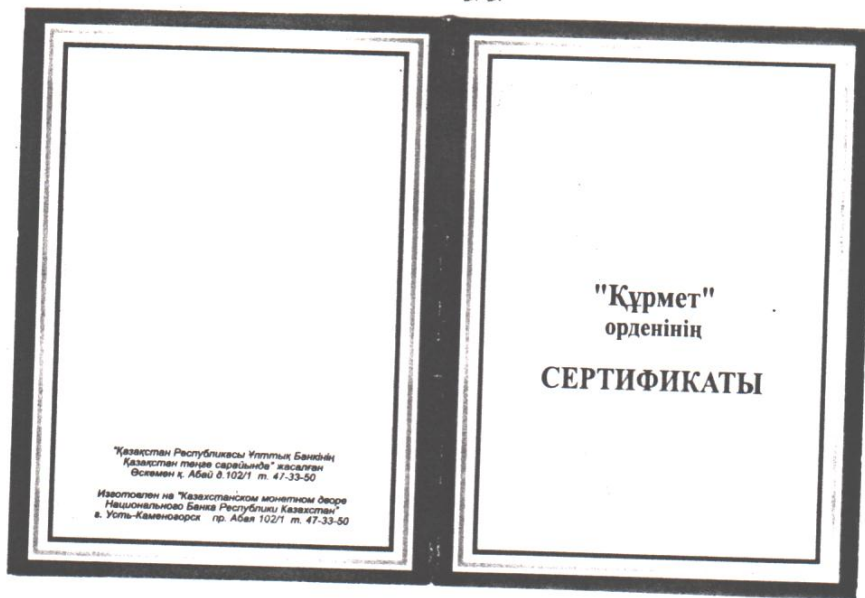 "Қазақстан Республикасы Ұлттық Банкінің
Қазақстан теңге сарайында" жасалған
Өскемен қ. Абай д.102/1 т. 47-33-50
Изготовлен на "Казахстанском монетном дворе
Национального Банка Республики Казахстан"
г. Усть-Каменогорск пр. Абая 102/1 т. 47-33-50
"Құрмет"
орденінің
СЕРТИФИКАТЫ